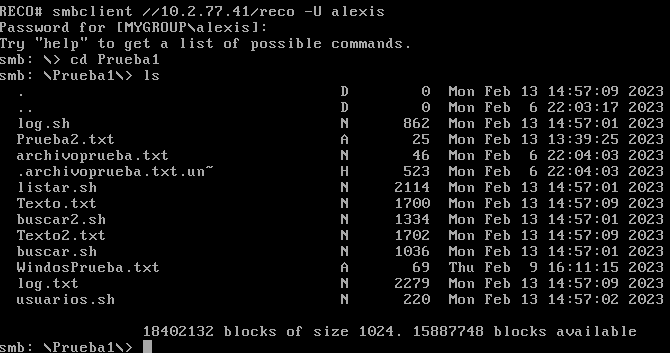 RECO# smbclient //10.2.77.41/reco -U alexis
Password for [MYGROUP\alexis]:
Try "help" to get a list of possible commands.
smb: \> cd Prueba1
smb: \Prueba1\> ls
. D 0 Mon Feb 13 14:57:09 2023
.. D 0 Mon Feb 6 22:03:17 2023
log.sh N 862 Mon Feb 13 14:57:01 2023
Prueba2.txt A 25 Mon Feb 13 13:39:25 2023
archivoprueba.txt N 46 Mon Feb 6 22:04:03 2023
.archivoprueba.txt.un~ H 523 Mon Feb 6 22:04:03 2023
listar.sh N 2114 Mon Feb 13 14:57:01 2023
Texto.txt N 1700 Mon Feb 13 14:57:09 2023
buscar2.sh N 1334 Mon Feb 13 14:57:01 2023
Texto2.txt N 1702 Mon Feb 13 14:57:09 2023
buscar.sh N 1036 Mon Feb 13 14:57:01 2023
WindosPrueba.txt A 69 Thu Feb 9 16:11:15 2023
log.txt N 2279 Mon Feb 13 14:57:09 2023
usuarios.sh N 220 Mon Feb 13 14:57:02 2023
18402132 blocks of size 1024. 15887748 blocks available
smb: \Prueba1\>